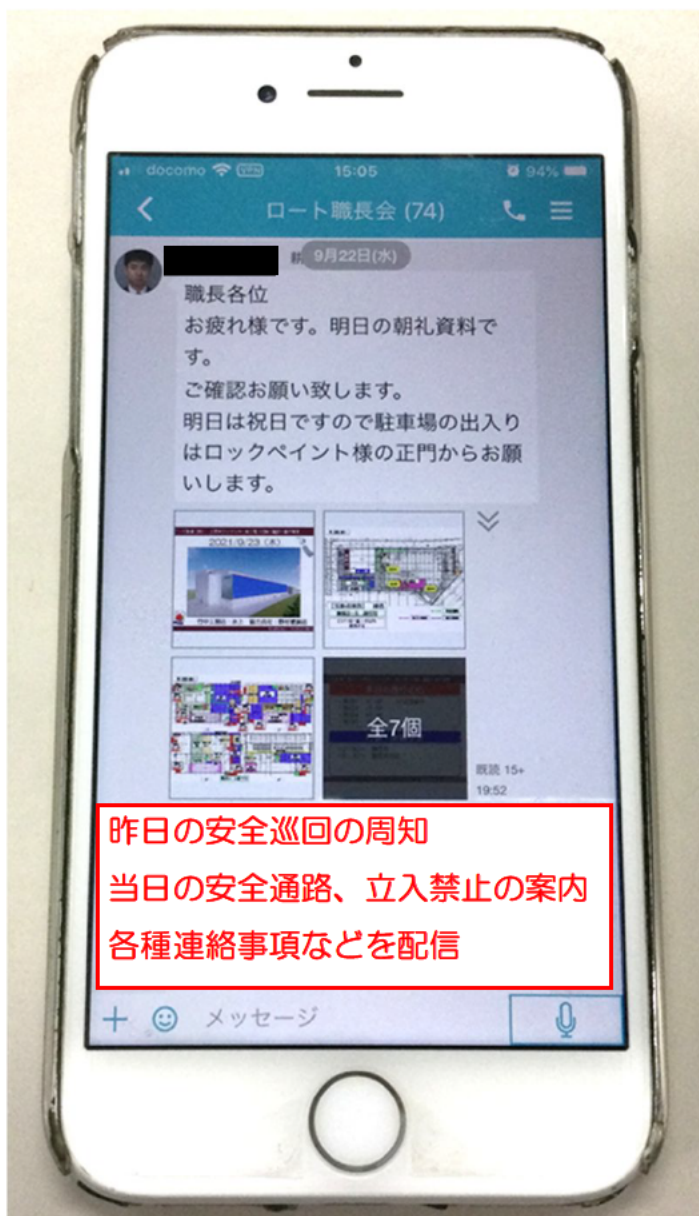 docomo VPN 15:05 94%
ロート職長会 (74)
9月22日(水)
職長各位
お疲れ様です。明日の朝礼資料で
す。
ご確認お願い致します。
明日は祝日ですので駐車場の出入り
はロックペイント様の正門からお願
いします。
2021/9/23 (木)
全7個
既読 15+
19:52
昨日の安全巡回の周知
当日の安全通路、立入禁止の案内
各種連絡事項などを配信
メッセージ